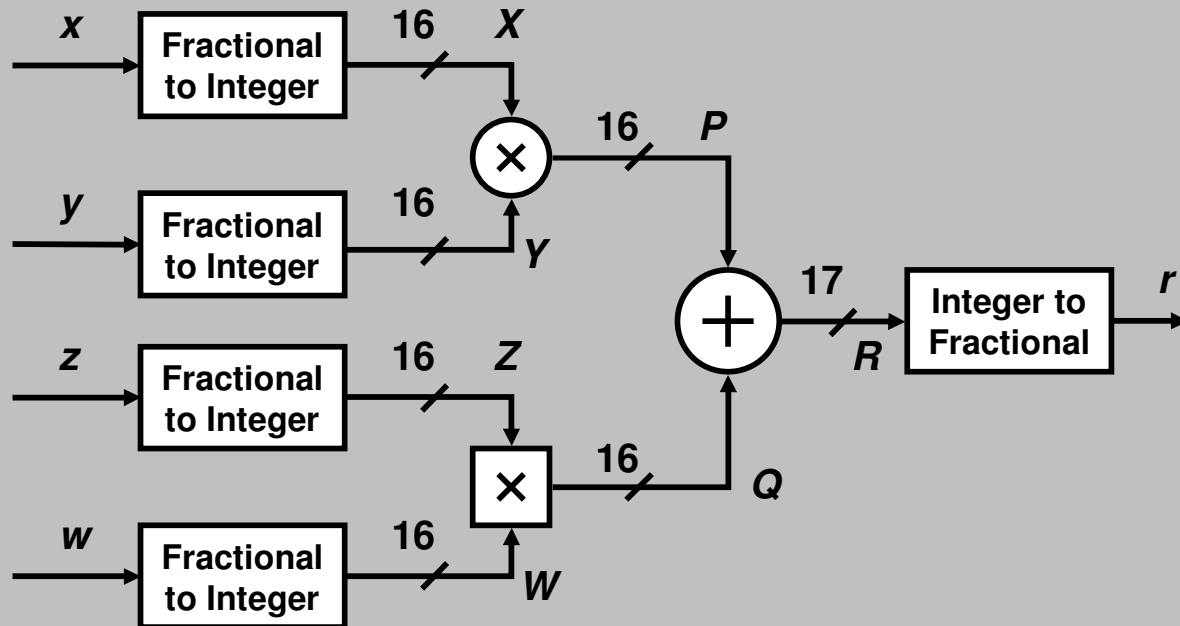 x
Fractional
to Integer
16
X
×
16
P
y
Fractional
to Integer
16
Y
+
17
R
Integer to
Fractional
r
z
Fractional
to Integer
16
Z
×
16
Q
w
Fractional
to Integer
16
W